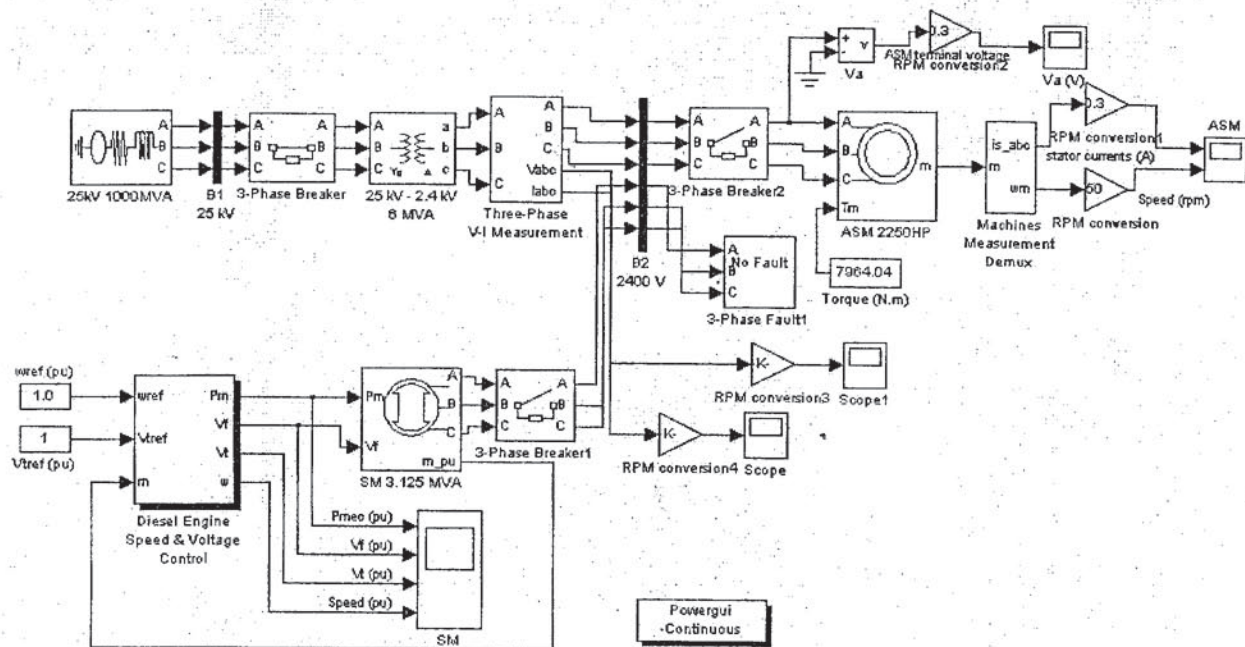 0.3
ASM terminal voltage
RPM conversion2
+
-
v
Va
Va (V)
A
B
C
25kV 1000MVA
B1
25 kV
A
B
C
A
B
C
3-Phase Breaker
A
B
C
a
b
c
Yg
25 kV - 2.4 kV
6 MVA
A
B
C
A
B
C
Vabc
Iabc
Three-Phase
V-I Measurement
B2
2400 V
A
B
C
A
B
C
3-Phase Breaker2
A
B
C
Tm
m
ASM 2250HP
7964.04
Torque (N.m)
m
is_abc
wm
Machines
Measurement
Demux
0.3
RPM conversion1
stator currents (A)
50
RPM conversion
Speed (rpm)
ASM
A
B
C
No Fault
3-Phase Fault1
K-
RPM conversion3
Scope1
K-
RPM conversion4
Scope
wref (pu)
1.0
1
Vtref (pu)
wref
Vtref
m
Pm
Vf
Vt
w
Diesel Engine
Speed & Voltage
Control
Pm
Vf
A
B
C
m_pu
SM 3.125 MVA
A
B
C
A
B
C
3-Phase Breaker1
Pmec (pu)
Vf (pu)
Vt (pu)
Speed (pu)
SM
Powergui
-Continuous